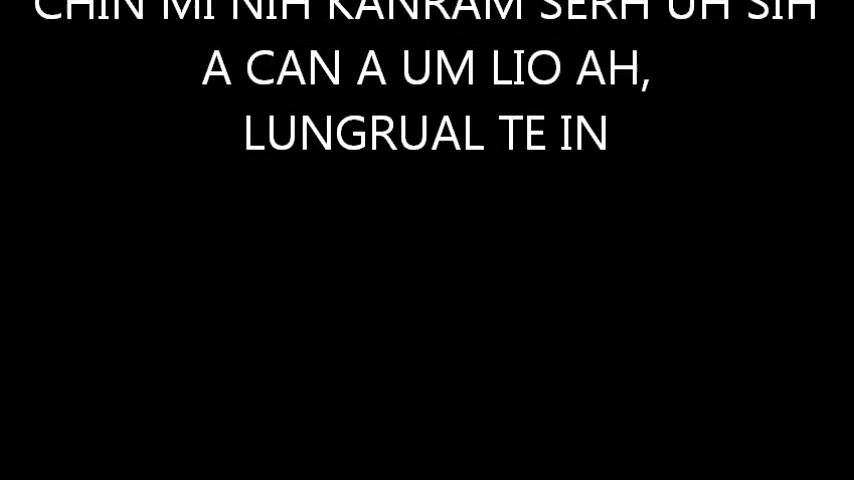 CHIN MI NIH KANRAM SERH UH SIH
A CAN A UM LIO AH,
LUNGRUAL TE IN